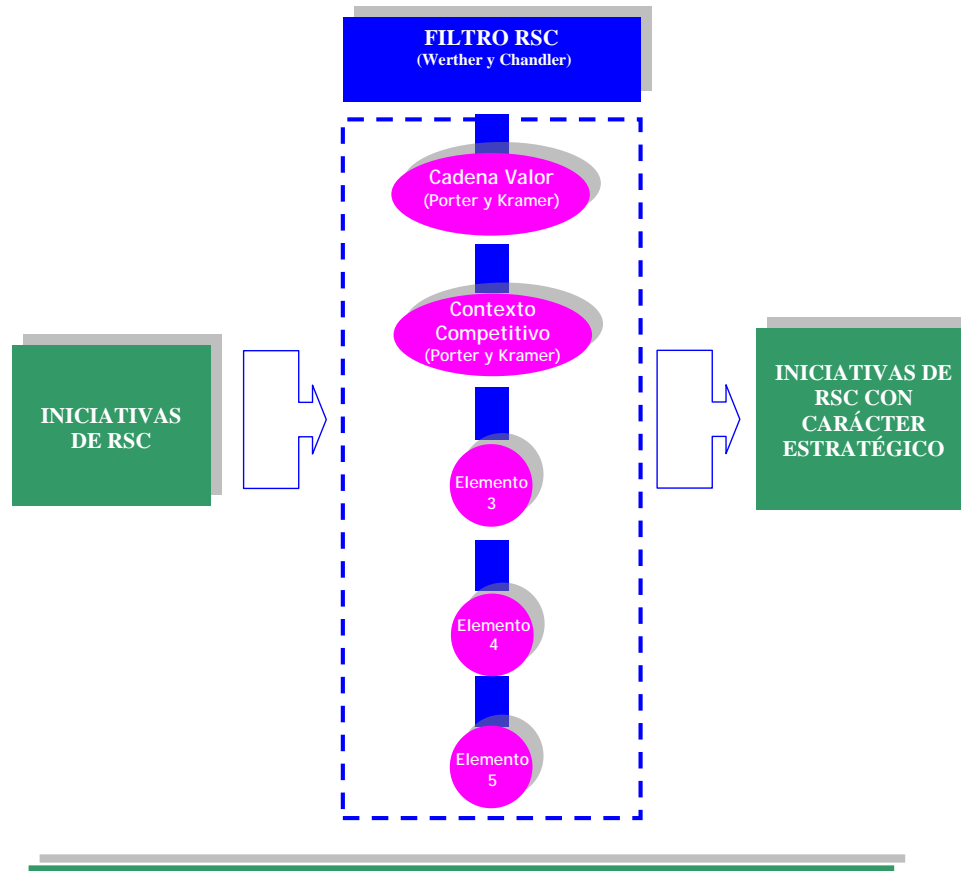 FILTRO RSC
(Werther y Chandler)
Cadena Valor
(Porter y Kramer)
Contexto
Competitivo
(Porter y Kramer)
INICIATIVAS
DE RSC
INICIATIVAS DE
RSC CON
CARÁCTER
ESTRATÉGICO
Elemento
3
Elemento
4
Elemento
5